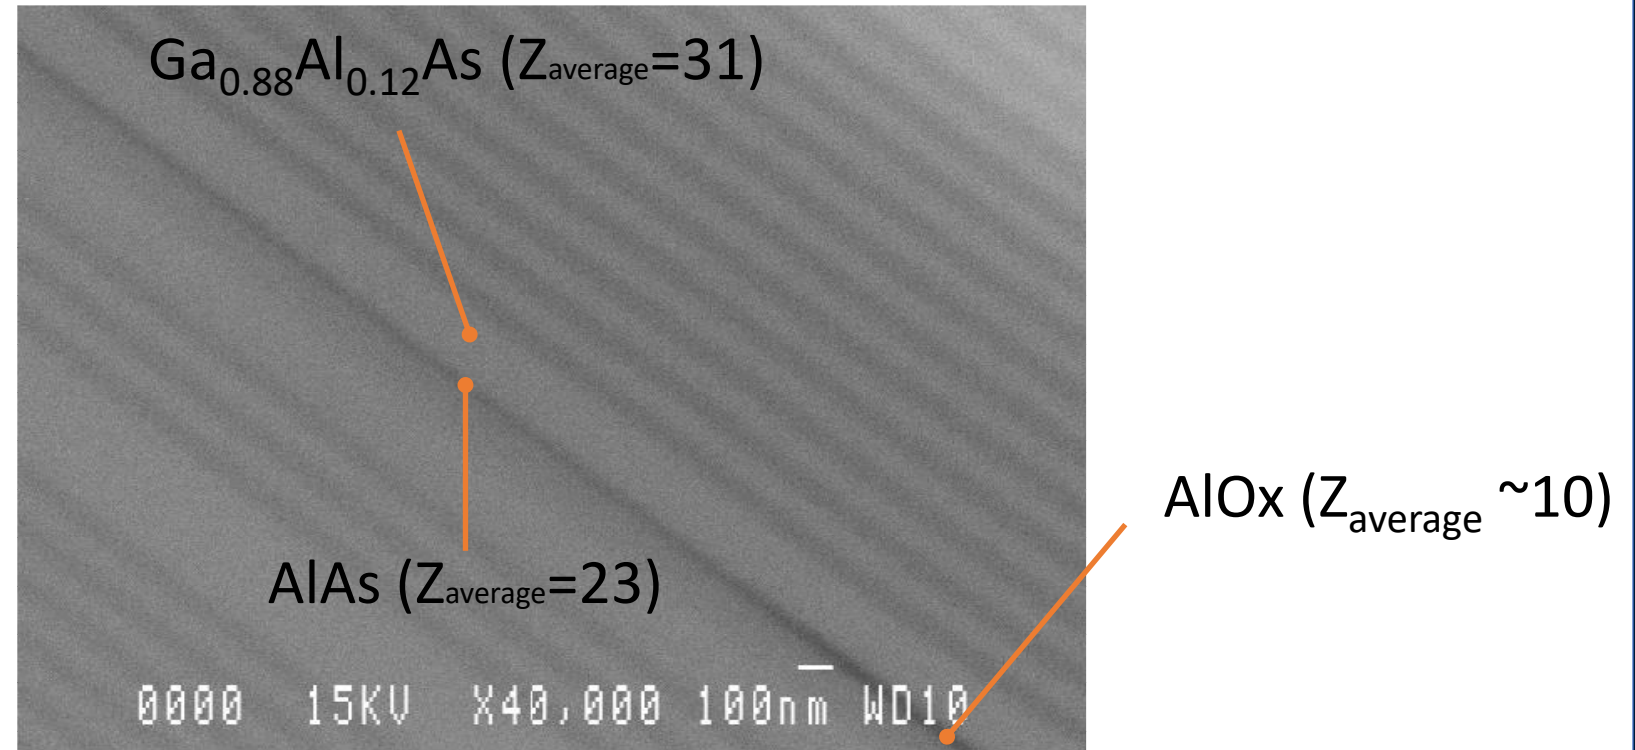 Ga0.88Al0.12As (Zaverage=31)
AlOx (Zaverage ~10)
AlAs (Zaverage=23)
0000 15KV X40,000 100nm WD10